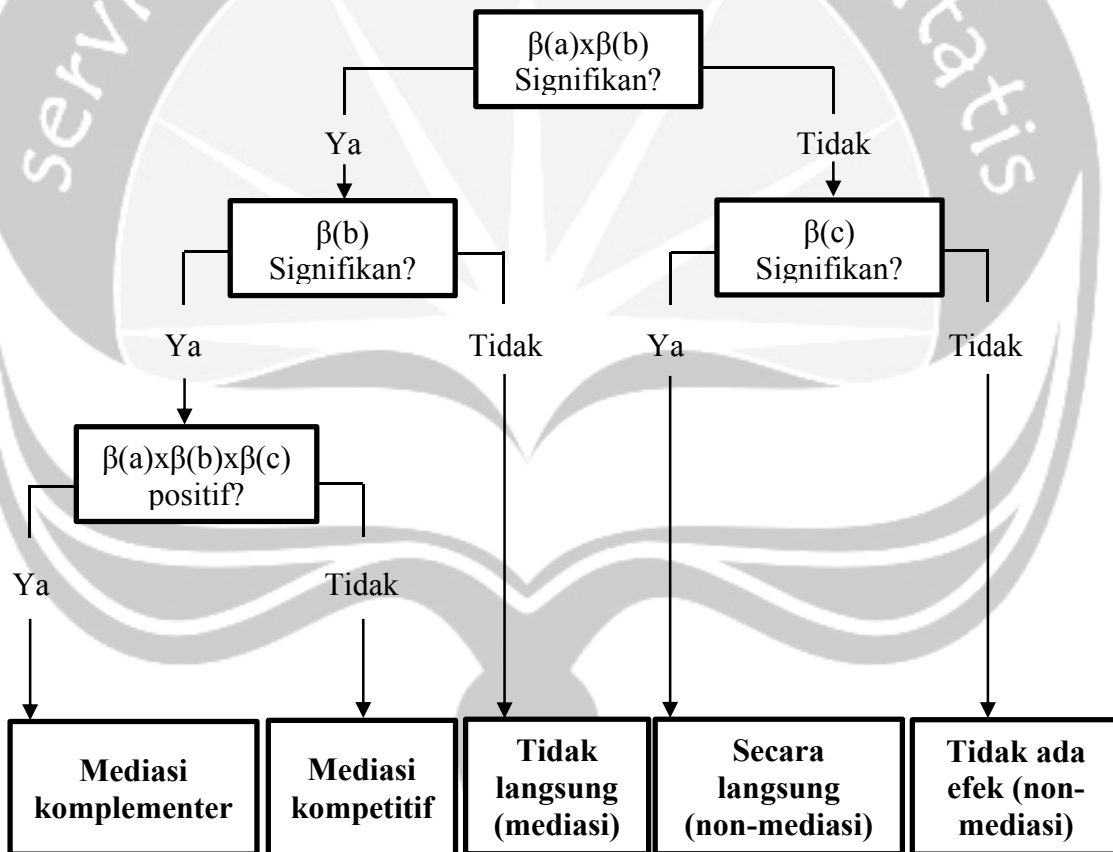 β(a)xβ(b)
Signifikan?
Ya
Tidak
β(b)
Signifikan?
β(c)
Signifikan?
Ya
Tidak
Ya
Tidak
β(a)xβ(b)xβ(c)
positif?
Ya
Tidak
Mediasi
komplementer
Mediasi
kompetitif
Tidak
langsung
(mediasi)
Secara
langsung
(non-mediasi)
Tidak ada
efek (non-
mediasi)